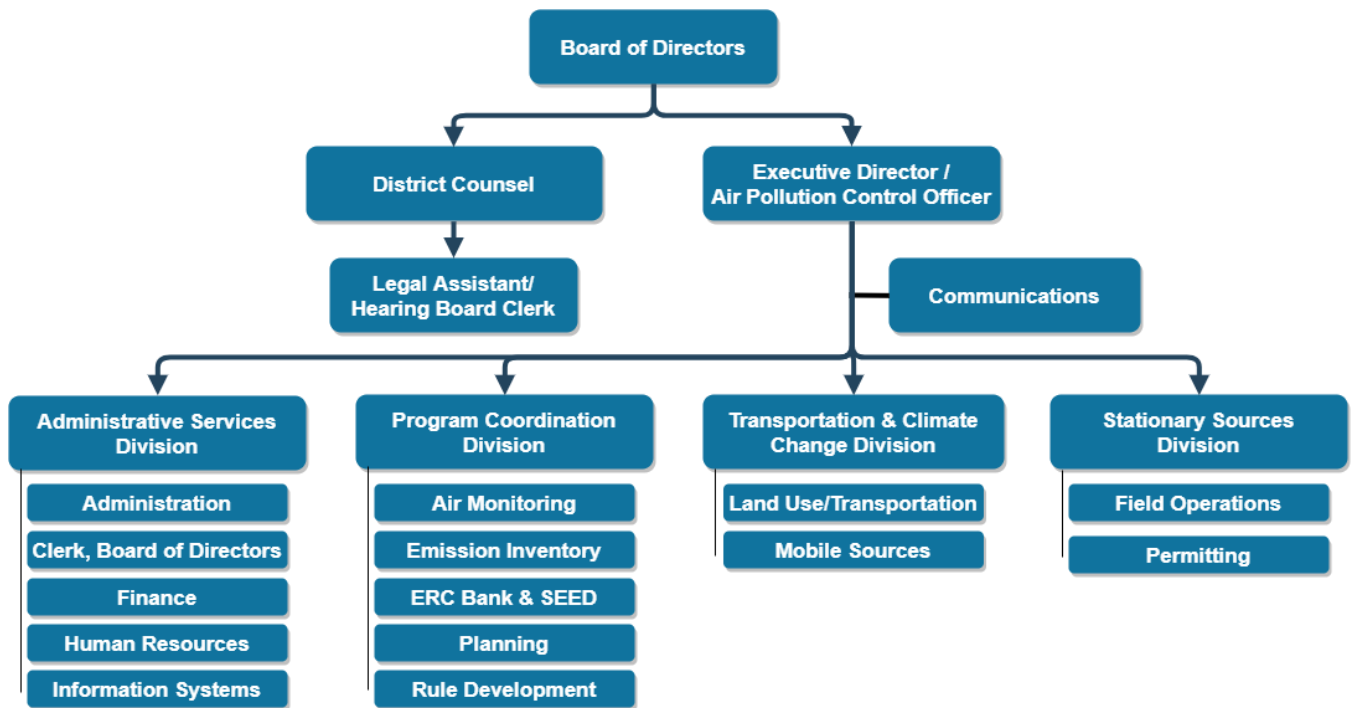 Board of Directors
District Counsel
Executive Director /
Air Pollution Control Officer
Legal Assistant/
Hearing Board Clerk
Communications
Administrative Services
Division
Administration
Clerk, Board of Directors
Finance
Human Resources
Information Systems
Program Coordination
Division
Air Monitoring
Emission Inventory
ERC Bank & SEED
Planning
Rule Development
Transportation & Climate
Change Division
Land Use/Transportation
Mobile Sources
Stationary Sources
Division
Field Operations
Permitting